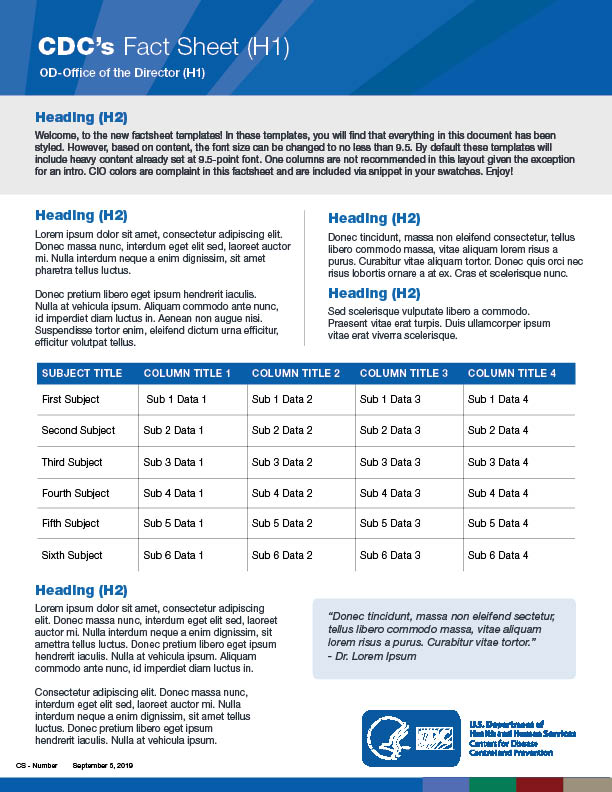 CDC's Fact Sheet (H1)
OD-Office of the Director (H1)
Heading (H2)
Welcome, to the new factsheet templates! In these templates, you will find that everything in this document has been
styled. However, based on content, the font size can be changed to no less than 9.5. By default these templates will
include heavy content already set at 9.5-point font. One columns are not recommended in this layout given the exception
for an intro. CIO colors are complaint in this factsheet and are included via snippet in your swatches. Enjoy!
Heading (H2)
Lorem ipsum dolor sit amet, consectetur adipiscing elit.
Donec massa nunc, interdum eget elit sed, laoreet auctor
mi. Nulla interdum neque a enim dignissim, sit amet
pharetra tellus luctus.
Donec pretium libero eget ipsum hendrerit iaculis.
Nulla at vehicula ipsum. Aliquam commodo ante nunc,
id imperdiet diam luctus in. Aenean non augue nisi.
Suspendisse tortor enim, eleifend dictum urna efficitur,
efficitur volutpat tellus.
Heading (H2)
Donec tincidunt, massa non eleifend consectetur, tellus
libero commodo massa, vitae aliquam lorem risus a
purus. Curabitur vitae aliquam tortor. Donec quis orci nec
risus lobortis ornare a at ex. Cras et scelerisque nunc.
Heading (H2)
Sed scelerisque vulputate libero a commodo.
Praesent vitae erat turpis. Duis ullamcorper ipsum
vitae erat viverra scelerisque.
SUBJECT TITLE COLUMN TITLE 1 COLUMN TITLE 2 COLUMN TITLE 3 COLUMN TITLE 4
First Subject Sub 1 Data 1 Sub 1 Data 2 Sub 1 Data 3 Sub 1 Data 4
Second Subject Sub 2 Data 1 Sub 2 Data 2 Sub 2 Data 3 Sub 2 Data 4
Third Subject Sub 3 Data 1 Sub 3 Data 2 Sub 3 Data 3 Sub 3 Data 4
Fourth Subject Sub 4 Data 1 Sub 4 Data 2 Sub 4 Data 3 Sub 4 Data 4
Fifth Subject Sub 5 Data 1 Sub 5 Data 2 Sub 5 Data 3 Sub 5 Data 4
Sixth Subject Sub 6 Data 1 Sub 6 Data 2 Sub 6 Data 3 Sub 6 Data 4
Heading (H2)
Lorem ipsum dolor sit amet, consectetur adipiscing
elit. Donec massa nunc, interdum eget elit sed, laoreet
auctor mi. Nulla interdum neque a enim dignissim, sit
amettra tellus luctus. Donec pretium libero eget ipsum
hendrerit iaculis. Nulla at vehicula ipsum. Aliquam
commodo ante nunc, id imperdiet diam luctus in.
Consectetur adipiscing elit. Donec massa nunc,
interdum eget elit sed, laoreet auctor mi. Nulla
interdum neque a enim dignissim, sit amet tellus
luctus. Donec pretium libero eget ipsum
hendrerit iaculis. Nulla at vehicula ipsum.
“Donec tincidunt, massa non eleifend sectetur,
tellus libero commodo massa, vitae aliquam
lorem risus a purus. Curabitur vitae tortor.”
- Dr. Lorem Ipsum
CDC
U.S. Department of
Health and Human Services
Centers for Disease
Control and Prevention
CS - Number September 5, 2019